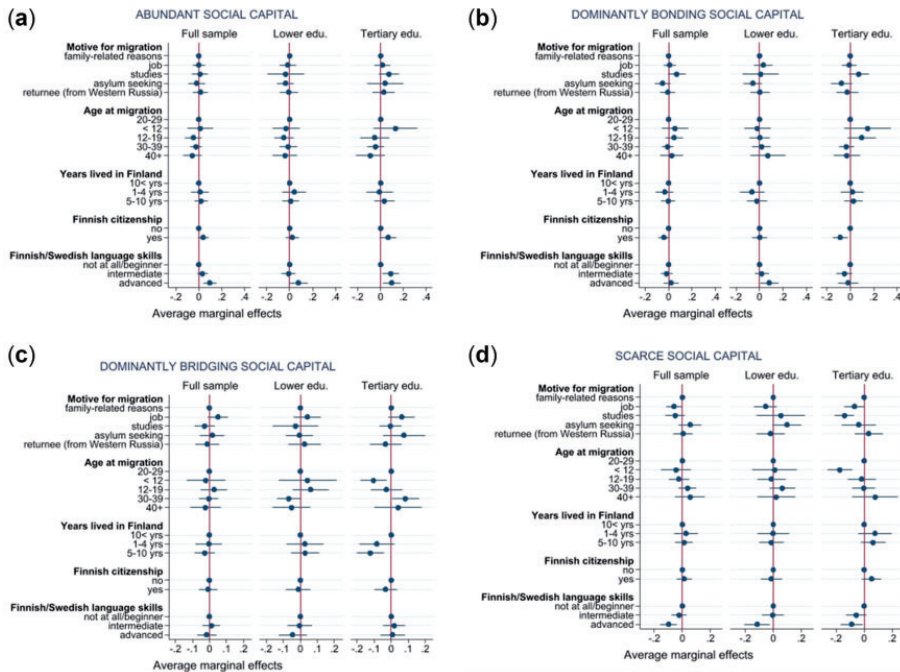 (a)
ABUNDANT SOCIAL CAPITAL
Full sample Lower edu. Tertiary edu.
Motive for migration
family-related reasons
job
studies
asylum seeking
returnee (from Western Russia)
Age at migration
20-29
< 12
12-19
30-39
40+
Years lived in Finland
10< yrs
1-4 yrs
5-10 yrs
Finnish citizenship
no
yes
Finnish/Swedish language skills
not at all/beginner
intermediate
advanced
-.2 0 .2 .4 -.2 0 .2 .4 -.2 0 .2 .4
Average marginal effects
(b)
DOMINANTLY BONDING SOCIAL CAPITAL
Full sample Lower edu. Tertiary edu.
Motive for migration
family-related reasons
job
studies
asylum seeking
returnee (from Western Russia)
Age at migration
20-29
< 12
12-19
30-39
40+
Years lived in Finland
10< yrs
1-4 yrs
5-10 yrs
Finnish citizenship
no
yes
Finnish/Swedish language skills
not at all/beginner
intermediate
advanced
-.2 0 .2 .4 -.2 0 .2 .4 -.2 0 .2 .4
Average marginal effects
(c)
DOMINANTLY BRIDGING SOCIAL CAPITAL
Full sample Lower edu. Tertiary edu.
Motive for migration
family-related reasons
job
studies
asylum seeking
returnee (from Western Russia)
Age at migration
20-29
< 12
12-19
30-39
40+
Years lived in Finland
10< yrs
1-4 yrs
5-10 yrs
Finnish citizenship
no
yes
Finnish/Swedish language skills
not at all/beginner
intermediate
advanced
-.2 -.1 0 .1 .2 -.2 -.1 0 .1 .2 -.2 -.1 0 .1 .2
Average marginal effects
(d)
SCARCE SOCIAL CAPITAL
Full sample Lower edu. Tertiary edu.
Motive for migration
family-related reasons
job
studies
asylum seeking
returnee (from Western Russia)
Age at migration
20-29
< 12
12-19
30-39
40+
Years lived in Finland
10< yrs
1-4 yrs
5-10 yrs
Finnish citizenship
no
yes
Finnish/Swedish language skills
not at all/beginner
intermediate
advanced
-.2 0 .2 -.2 0 .2 -.2 0 .2
Average marginal effects